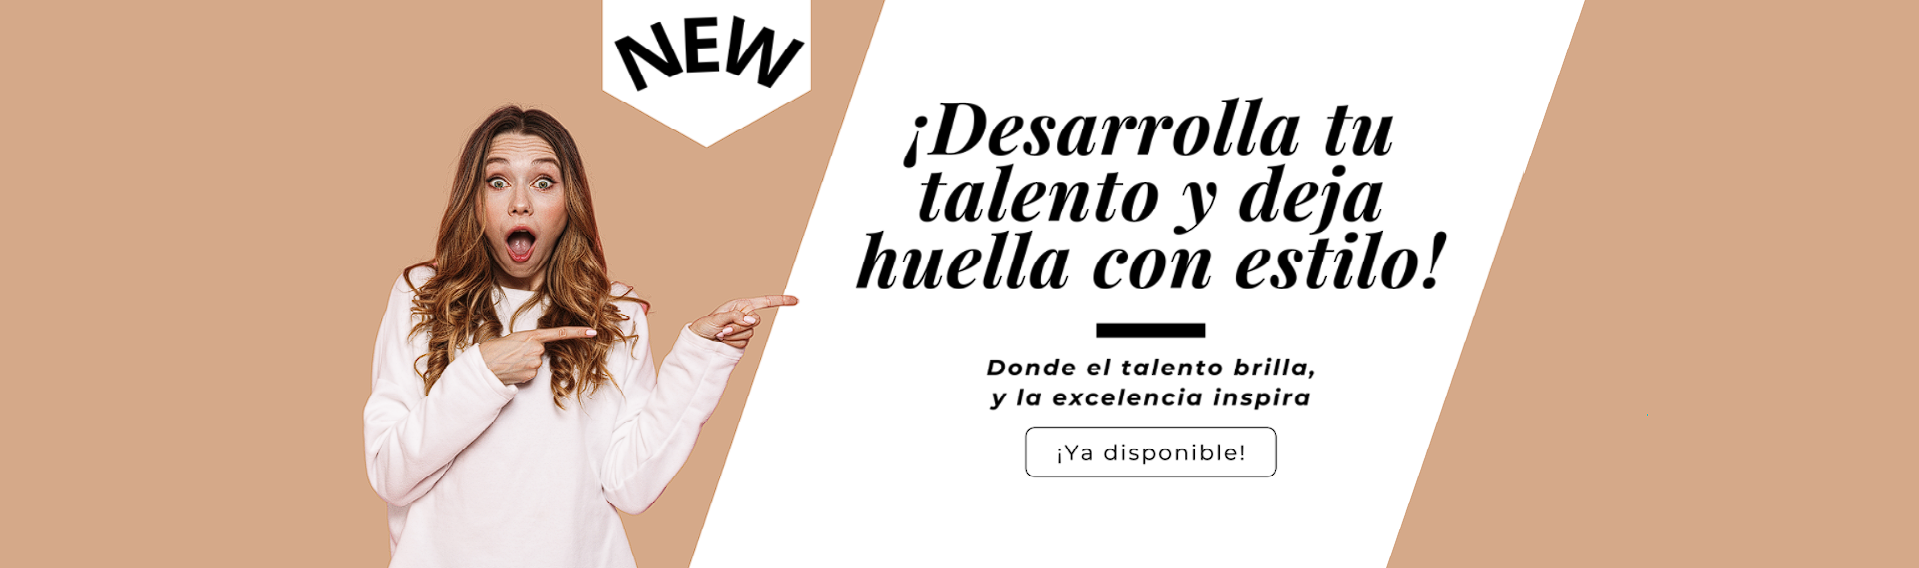 NEW
¡Desarrolla tu
talento y deja
huella con estilo!
Donde el talento brilla,
y la excelencia inspira
¡Ya disponible!